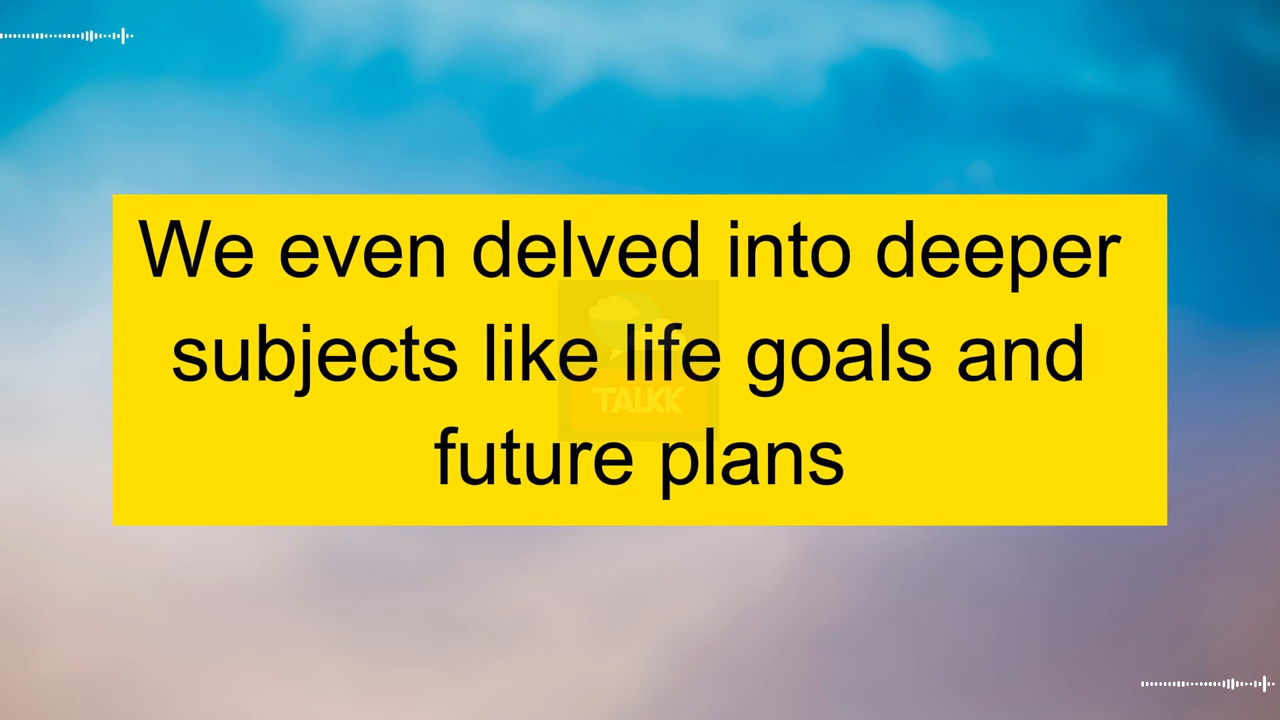 We even delved into deeper
subjects like life goals and
future plans
TALKK